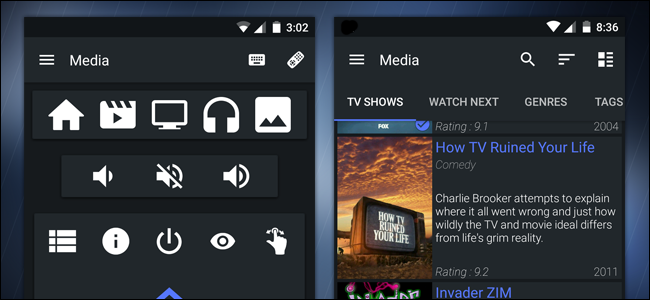 3:02
Media
8:36
Media
TV SHOWS
WATCH NEXT
GENRES
TAGS
FOX
Rating : 9.1
2004
How TV Ruined Your Life
Comedy
HOW TV
RUINED
YOUR LIFE
Charlie Brooker attempts to explain
where it all went wrong and just how
wildly the TV and movie ideal differs
from life's grim reality.
Rating : 9.2
2011
Invader ZIM